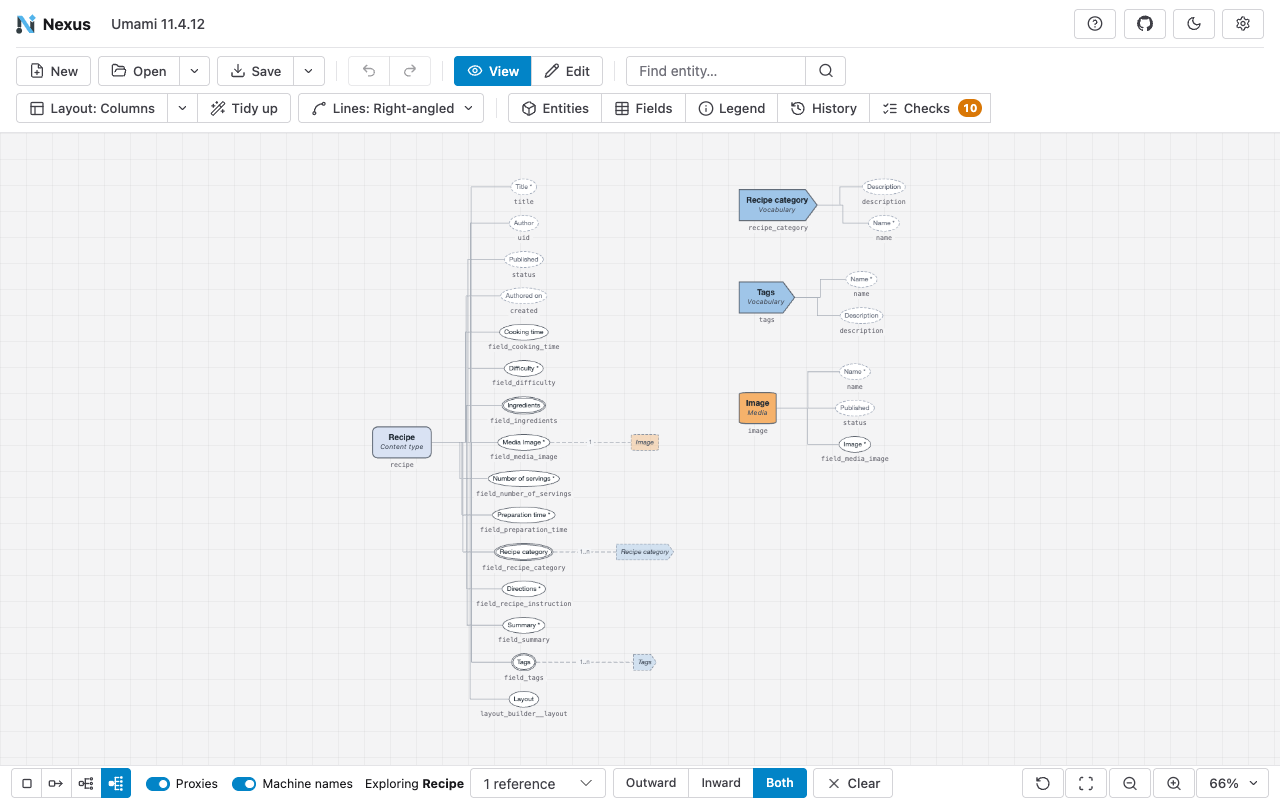 Nexus Umami 11.4.12
New Open Save View Edit Find entity...
Layout: Columns Tidy up Lines: Right-angled Entities Fields Legend History Checks 10
Title *
title
Author
uid
Published
status
Authored on
created
Cooking time
field_cooking_time
Difficulty *
field_difficulty
Ingredients
field_ingredients
Recipe
Content type
recipe
Media Image * 1 Image
field_media_image
Number of servings *
field_number_of_servings
Preparation time *
field_preparation_time
Recipe category 1..n Recipe category
field_recipe_category
Directions *
field_recipe_instruction
Summary *
field_summary
Tags 1..n Tags
field_tags
Layout
layout_builder__layout
Recipe category
Vocabulary
recipe_category
Description
description
Name *
name
Tags
Vocabulary
tags
Name *
name
Description
description
Image
Media
image
Name *
name
Published
status
Image *
field_media_image
Proxies Machine names Exploring Recipe 1 reference Outward Inward Both Clear 66%